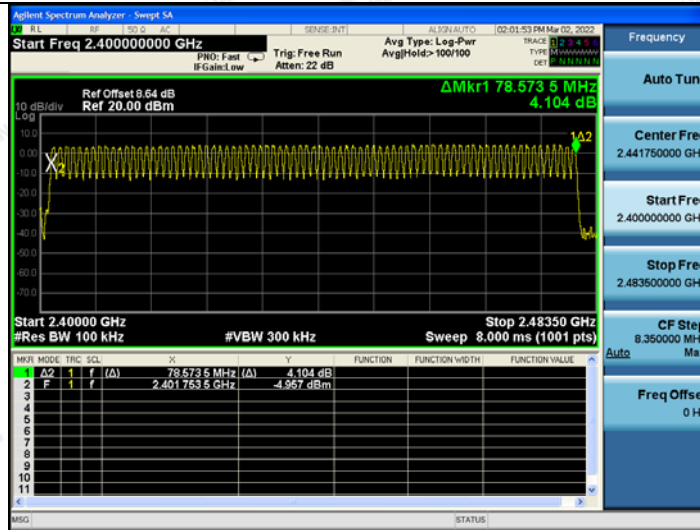 Agilent Spectrum Analyzer - Swept SA
RL RF 50 Ω AC SENSE:INT ALIGN AUTO 02:01:53 PM Mar 02, 2022
Start Freq 2.400000000 GHz
PNO: Fast
IFGain:Low
Trig: Free Run
Atten: 22 dB
Avg Type: Log-Pwr
Avg|Hold:> 100/100
TRACE 1 2 3 4 5 6
TYPE
DET P N N N N N
Ref Offset 8.64 dB
10 dB/div Ref 20.00 dBm
Log
ΔMkr1 78.573 5 MHz
4.104 dB
10.0
0.00
-10.0
-20.0
-30.0
-40.0
-50.0
-60.0
-70.0
1Δ2
2
Start 2.40000 GHz Stop 2.48350 GHz
#Res BW 100 kHz #VBW 300 kHz Sweep 8.000 ms (1001 pts)
MKR MODE TRC SCL X Y FUNCTION FUNCTION WIDTH FUNCTION VALUE
1 Δ2 1 f (Δ) 78.573 5 MHz (Δ) 4.104 dB
2 F 1 f 2.401 753 5 GHz -4.957 dBm
3
4
5
6
7
8
9
10
11
MSG STATUS
Frequency
Auto Tun
Center Fre
2.441750000 GH
Start Fre
2.400000000 GH
Stop Fre
2.483500000 GH
CF Step
8.350000 MH
Auto Ma
Freq Offse
0 H